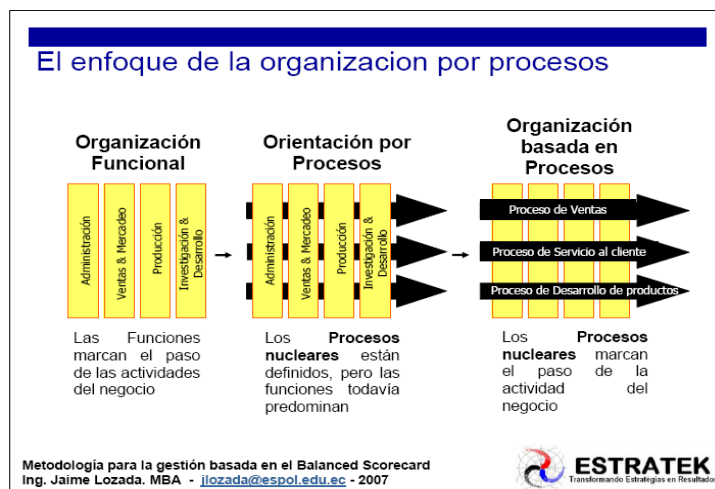 El enfoque de la organizacion por procesos
Organización
Funcional
Administración
Ventas & Mercadeo
Producción
Investigación &
Desarrollo
Las Funciones
marcan el paso
de las actividades
del negocio
Orientación por
Procesos
Administración
Ventas & Mercadeo
Producción
Investigación &
Desarrollo
Los Procesos
nucleares están
definidos, pero las
funciones todavía
predominan
Organización
basada en
Procesos
Proceso de Ventas
Proceso de Servicio al cliente
Proceso de Desarrollo de productos
Los Procesos
nucleares marcan
el paso de la
actividad del
negocio
Metodología para la gestión basada en el Balanced Scorecard
Ing. Jaime Lozada. MBA - jlozada@espol.edu.ec - 2007
ESTRATEK
Transformando Estratégias en Resultados